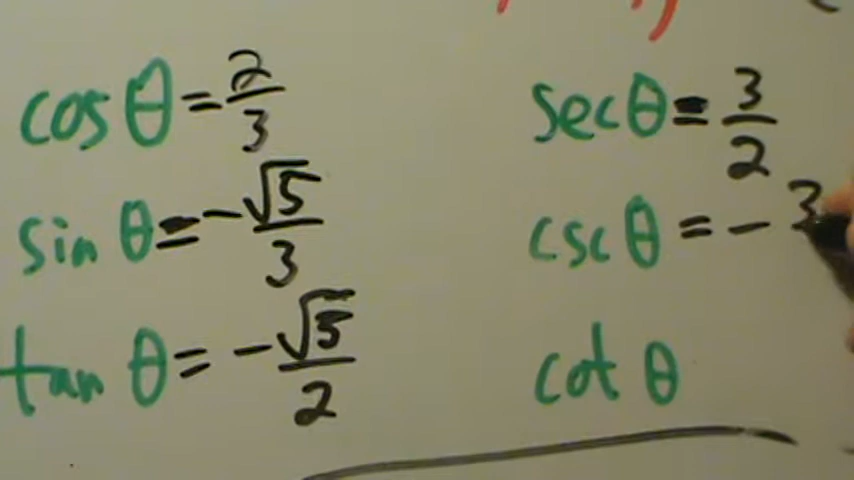 cos θ = 2/3
sec θ = 3/2
sin θ = -√5/3
csc θ = - 3
tan θ = -√5/2
cot θ